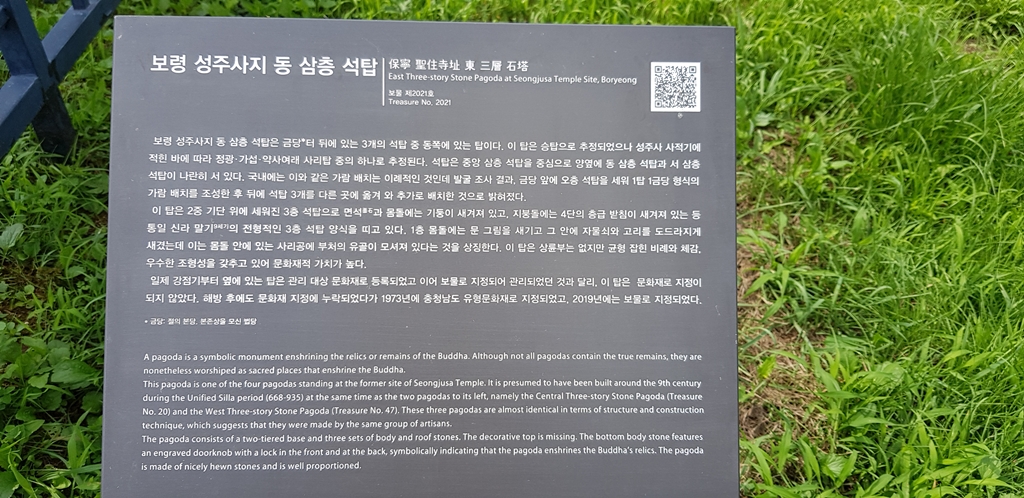 보령 성주사지 동 삼층 석탑
保寧 聖住寺址 東 三層 石塔
East Three-story Stone Pagoda at Seongjusa Temple Site, Boryeong
보물 제2021호
Treasure No. 2021
보령 성주사지 동 삼층 석탑은 금당*터 뒤에 있는 3개의 석탑 중 동쪽에 있는 탑이다. 이 탑은 승탑으로 추정되었으나 성주사 사적기에
적힌 바에 따라 정광·가섭·약사여래 사리탑 중의 하나로 추정된다. 석탑은 중앙 삼층 석탑을 중심으로 양옆에 동 삼층 석탑과 서 삼층
석탑이 나란히 서 있다. 국내에는 이와 같은 가람 배치는 이례적인 것인데 발굴 조사 결과, 금당 앞에 오층 석탑을 세워 1탑 1금당 형식의
가람 배치를 조성한 후 뒤에 석탑 3개를 다른 곳에 옮겨 와 추가로 배치한 것으로 밝혀졌다.
이 탑은 2중 기단 위에 세워진 3층 석탑으로 면석과 몸돌에는 기둥이 새겨져 있고, 지붕돌에는 4단의 층급 받침이 새겨져 있는 등
통일 신라 말기9세기의 전형적인 3층 석탑 양식을 띠고 있다. 1층 몸돌에는 문 그림을 새기고 그 안에 자물쇠와 고리를 도드라지게
새겼는데 이는 몸돌 안에 있는 사리공에 부처의 유골이 모셔져 있다는 것을 상징한다. 이 탑은 상륜부는 없지만 균형 잡힌 비례와 체감,
우수한 조형성을 갖추고 있어 문화재적 가치가 높다.
일제 강점기부터 옆에 있는 탑은 관리 대상 문화재로 등록되었고 이어 보물로 지정되어 관리되었던 것과 달리, 이 탑은 문화재로 지정이
되지 않았다. 해방 후에도 문화재 지정에 누락되었다가 1973년에 충청남도 유형문화재로 지정되었고, 2019년에는 보물로 지정되었다.
* 금당: 절의 본당. 본존상을 모신 법당
A pagoda is a symbolic monument enshrining the relics or remains of the Buddha. Although not all pagodas contain the true remains, they are
nonetheless worshiped as sacred places that enshrine the Buddha.
This pagoda is one of the four pagodas standing at the former site of Seongjusa Temple. It is presumed to have been built around the 9th century
during the Unified Silla period (668-935) at the same time as the two pagodas to its left, namely the Central Three-story Stone Pagoda (Treasure
No. 20) and the West Three-story Stone Pagoda (Treasure No. 47). These three pagodas are almost identical in terms of structure and construction
technique, which suggests that they were made by the same group of artisans.
The pagoda consists of a two-tiered base and three sets of body and roof stones. The decorative top is missing. The bottom body stone features
an engraved doorknob with a lock in the front and at the back, symbolically indicating that the pagoda enshrines the Buddha's relics. The pagoda
is made of nicely hewn stones and is well proportioned.